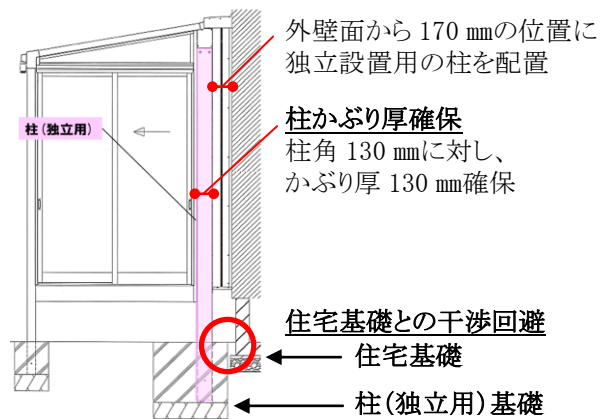 外壁面から 170 ㎜の位置に
独立設置用の柱を配置
柱(独立用)
柱かぶり厚確保
柱角 130 ㎜に対し、
かぶり厚 130 ㎜確保
住宅基礎との干渉回避
住宅基礎
柱(独立用)基礎